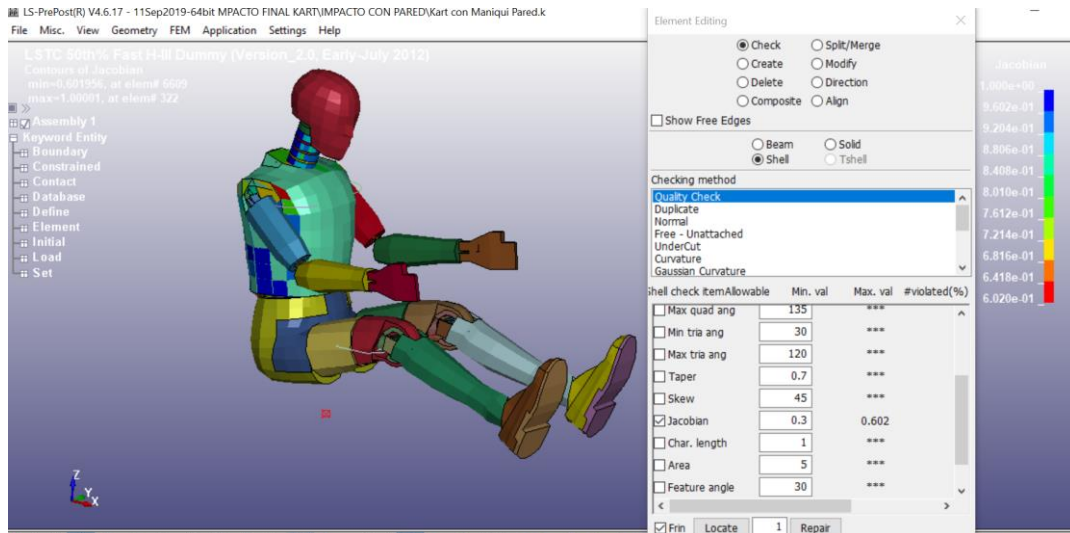 LS-PrePost(R) V4.6.17 - 11Sep2019-64bit MPACTO FINAL KART\IMPACTO CON PARED\Kart con Maniqui Pared.k
File Misc. View Geometry FEM Application Settings Help
LSTC 50th% Fast H-III Dummy (Version_2.0, Early-July 2012)
Contours of Jacobian
min=0.601956, at elem# 6609
max=1.00001, at elem# 322
Assembly 1
Keyword Entity
Boundary
Constrained
Contact
Database
Define
Element
Initial
Load
Set
Z
Y
X
Element Editing
Check Split/Merge
Create Modify
Delete Direction
Composite Align
Show Free Edges
Beam Solid
Shell Tshell
Checking method
Quality Check
Duplicate
Normal
Free - Unattached
UnderCut
Curvature
Gaussian Curvature
Shell check itemAllowable Min. val Max. val #violated(%)
Max quad ang 135 ***
Min tria ang 30 ***
Max tria ang 120 ***
Taper 0.7 ***
Skew 45 ***
Jacobian 0.3 0.602
Char. length 1 ***
Area 5 ***
Feature angle 30 ***
Frin Locate 1 Repair
Jacobian
1.000e+00
9.602e-01
9.204e-01
8.806e-01
8.408e-01
8.010e-01
7.612e-01
7.214e-01
6.816e-01
6.418e-01
6.020e-01